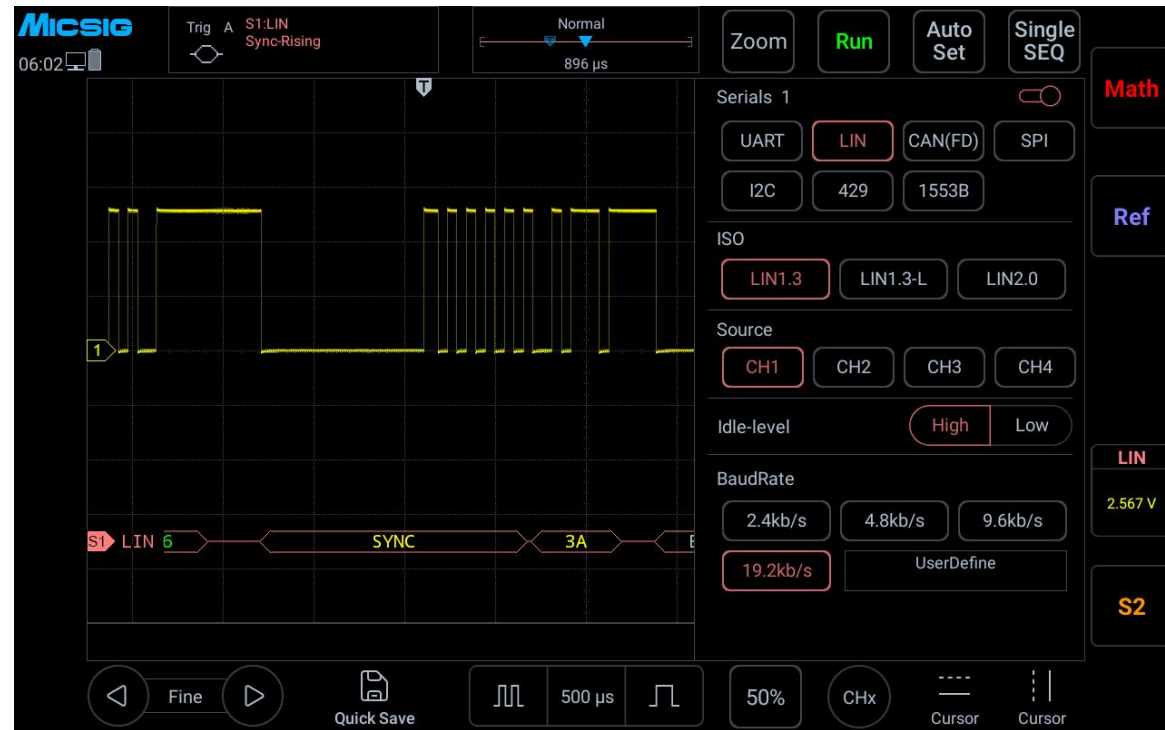 Micsig
06:02
Trig A S1:LIN
Sync-Rising
Normal
T
896 µs
Zoom
Run
Auto
Set
Single
SEQ
Math
Ref
LIN
2.567 V
S2
T
1
S1 LIN 6 SYNC 3A
Serials 1
UART LIN CAN(FD) SPI
I2C 429 1553B
ISO
LIN1.3 LIN1.3-L LIN2.0
Source
CH1 CH2 CH3 CH4
Idle-level High Low
BaudRate
2.4kb/s 4.8kb/s 9.6kb/s
19.2kb/s UserDefine
Fine
Quick Save
500 µs
50%
CHx
Cursor
Cursor